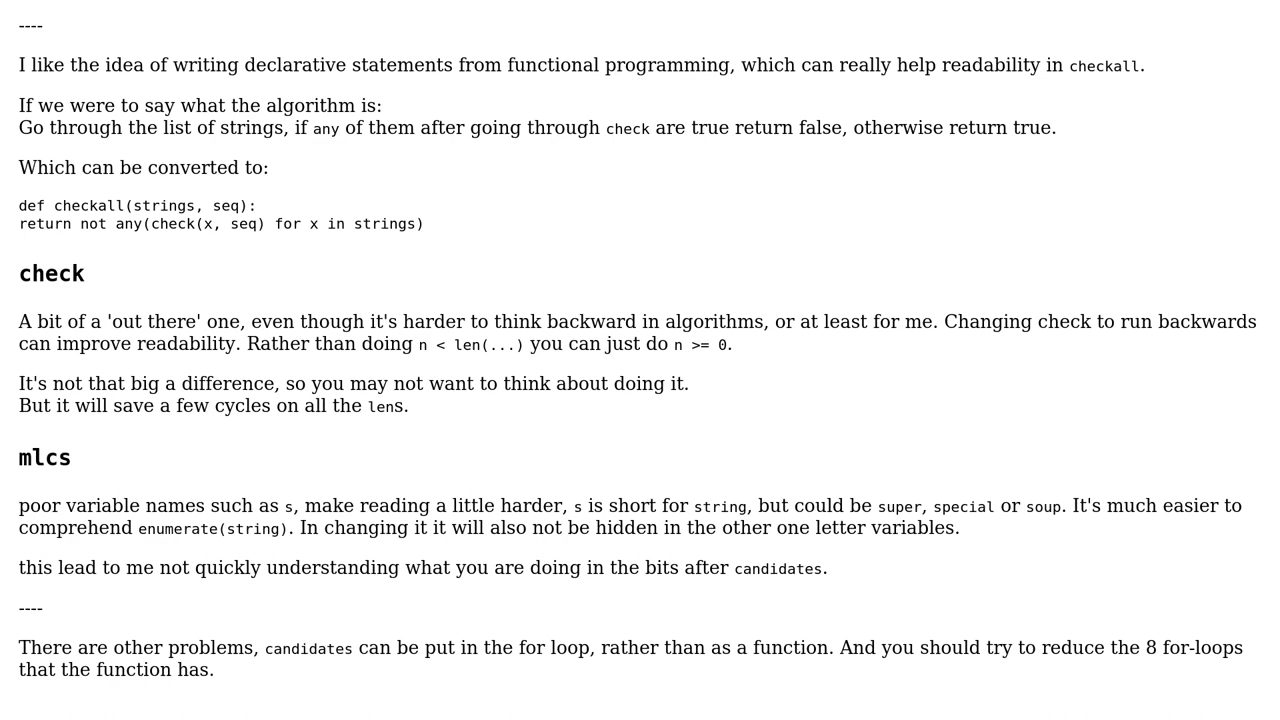 ----
I like the idea of writing declarative statements from functional programming, which can really help readability in checkall.
If we were to say what the algorithm is:
Go through the list of strings, if any of them after going through check are true return false, otherwise return true.
Which can be converted to:
def checkall(strings, seq):
return not any(check(x, seq) for x in strings)
check
A bit of a 'out there' one, even though it's harder to think backward in algorithms, or at least for me. Changing check to run backwards
can improve readability. Rather than doing n < len(...) you can just do n >= 0.
It's not that big a difference, so you may not want to think about doing it.
But it will save a few cycles on all the lens.
mlcs
poor variable names such as s, make reading a little harder, s is short for string, but could be super, special or soup. It's much easier to
comprehend enumerate(string). In changing it it will also not be hidden in the other one letter variables.
this lead to me not quickly understanding what you are doing in the bits after candidates.
----
There are other problems, candidates can be put in the for loop, rather than as a function. And you should try to reduce the 8 for-loops
that the function has.